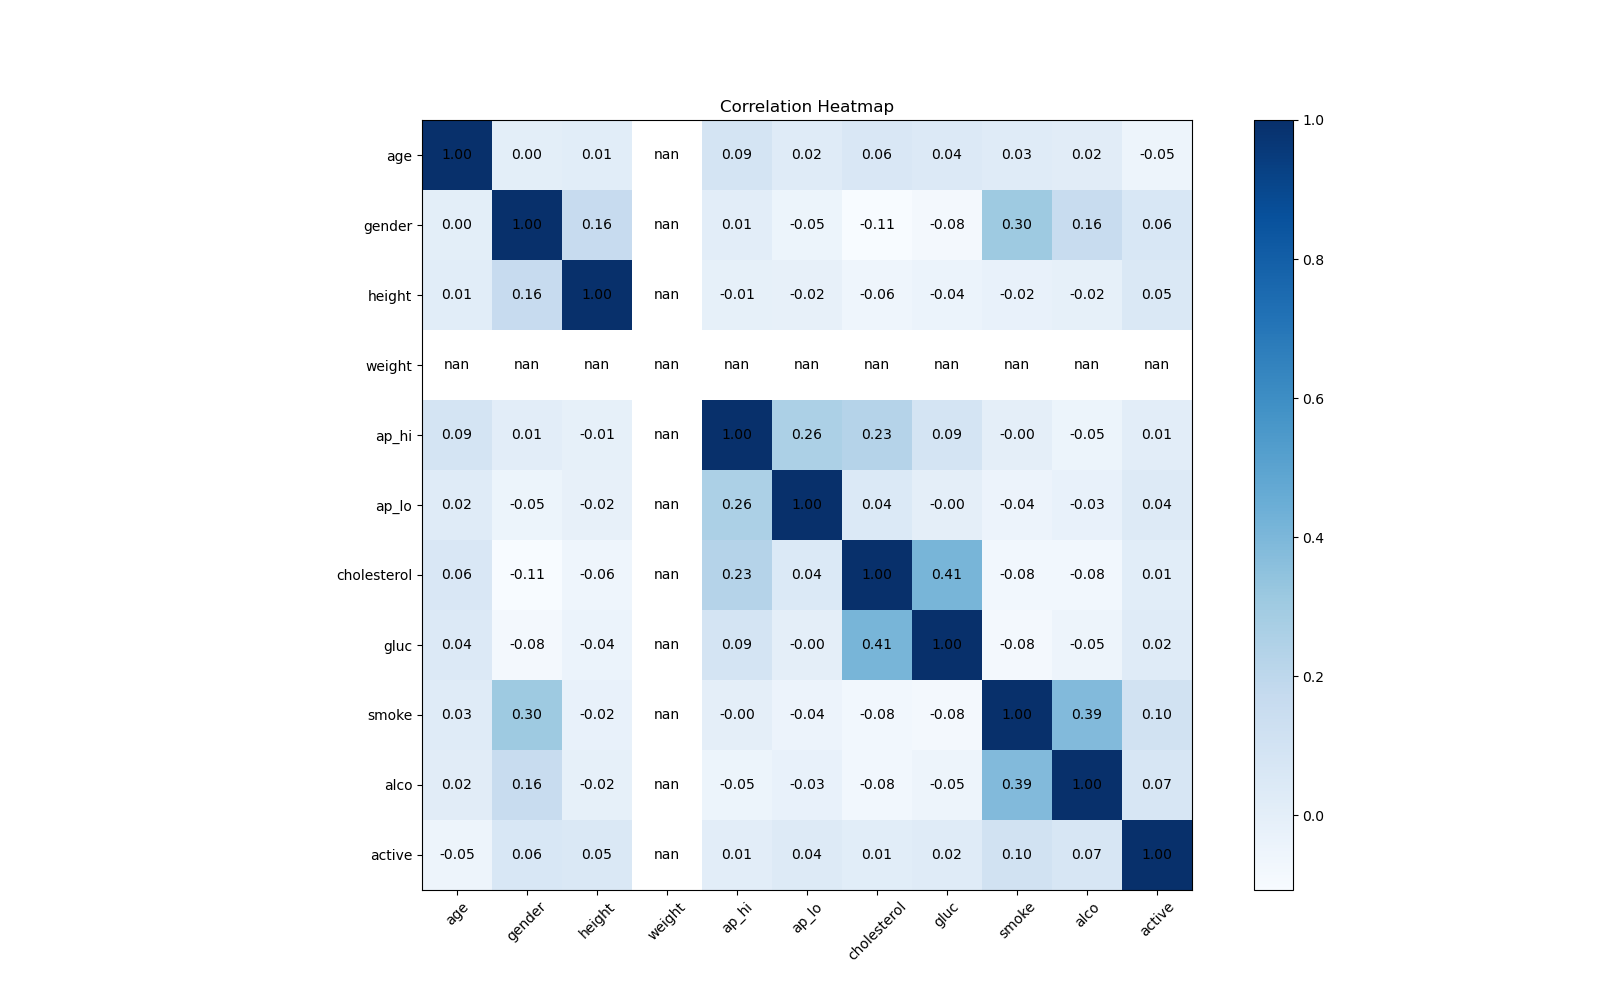 Correlation Heatmap
age 1.00 0.00 0.01 nan 0.09 0.02 0.06 0.04 0.03 0.02 -0.05
gender 0.00 1.00 0.16 nan 0.01 -0.05 -0.11 -0.08 0.30 0.16 0.06
height 0.01 0.16 1.00 nan -0.01 -0.02 -0.06 -0.04 -0.02 -0.02 0.05
weight nan nan nan nan nan nan nan nan nan nan nan
ap_hi 0.09 0.01 -0.01 nan 1.00 0.26 0.23 0.09 -0.00 -0.05 0.01
ap_lo 0.02 -0.05 -0.02 nan 0.26 1.00 0.04 -0.00 -0.04 -0.03 0.04
cholesterol 0.06 -0.11 -0.06 nan 0.23 0.04 1.00 0.41 -0.08 -0.08 0.01
gluc 0.04 -0.08 -0.04 nan 0.09 -0.00 0.41 1.00 -0.08 -0.05 0.02
smoke 0.03 0.30 -0.02 nan -0.00 -0.04 -0.08 -0.08 1.00 0.39 0.10
alco 0.02 0.16 -0.02 nan -0.05 -0.03 -0.08 -0.05 0.39 1.00 0.07
active -0.05 0.06 0.05 nan 0.01 0.04 0.01 0.02 0.10 0.07 1.00
age gender height weight ap_hi ap_lo cholesterol gluc smoke alco active
1.0
0.8
0.6
0.4
0.2
0.0